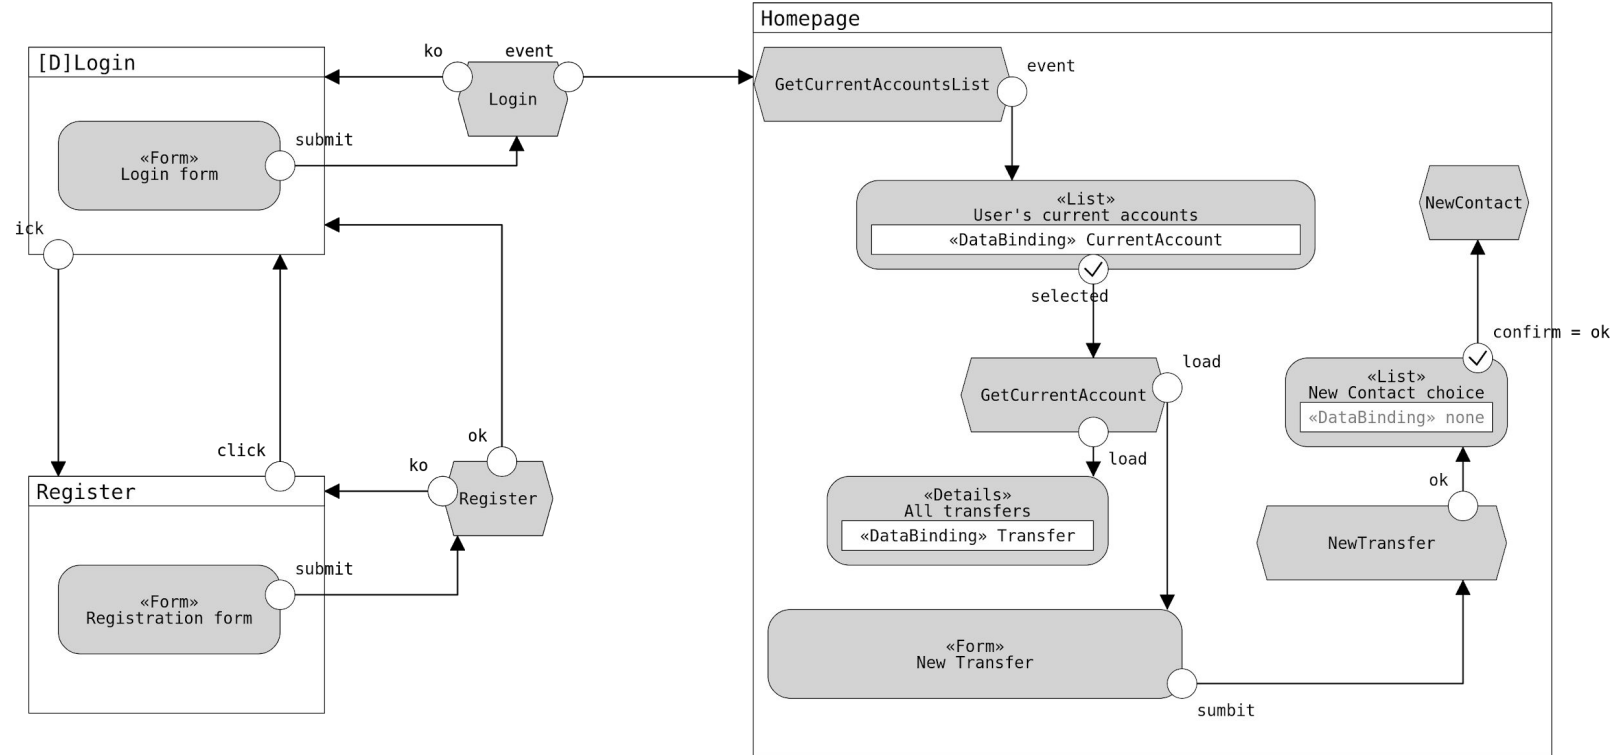 Homepage
ko
event
[D]Login
Login
GetCurrentAccountsList
event
submit
«Form»
Login form
«List»
User's current accounts
«DataBinding» CurrentAccount
NewContact
ick
selected
confirm = ok
load
GetCurrentAccount
«List»
New Contact choice
«DataBinding» none
click
ok
ko
load
ok
Register
Register
«Details»
All transfers
«DataBinding» Transfer
NewTransfer
submit
«Form»
Registration form
«Form»
New Transfer
sumbit